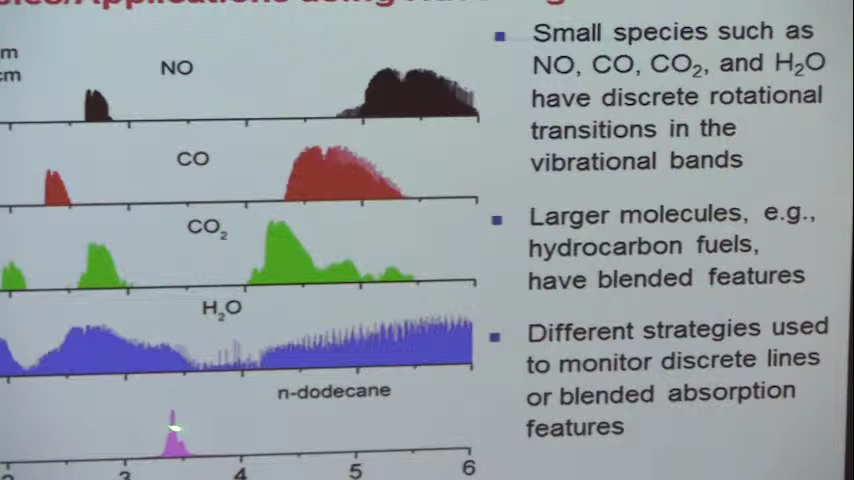 m
cm
NO
CO
CO₂
H₂O
n-dodecane
3
4
5
6
■ Small species such as
NO, CO, CO₂, and H₂O
have discrete rotational
transitions in the
vibrational bands
■ Larger molecules, e.g.,
hydrocarbon fuels,
have blended features
■ Different strategies used
to monitor discrete lines
or blended absorption
features